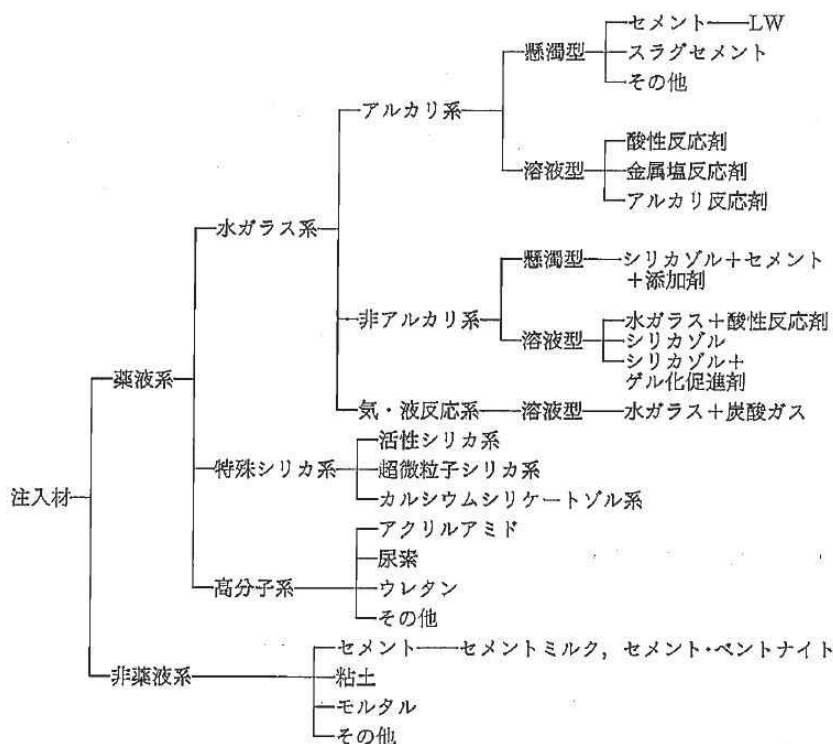 セメント LW
懸濁型 スラグセメント
その他
アルカリ系
酸性反応剤
溶液型 金属塩反応剤
アルカリ反応剤
水ガラス系
懸濁型 シリカゾル+セメント
+添加剤
非アルカリ系
水ガラス+酸性反応剤
溶液型 シリカゾル
シリカゾル+
ゲル化促進剤
薬液系
気・液反応系 溶液型 水ガラス+炭酸ガス
活性シリカ系
特殊シリカ系 超微粒子シリカ系
カルシウムシリケートゾル系
注入材
アクリルアミド
尿素
高分子系 ウレタン
その他
セメント セメントミルク,セメント・ベントナイト
非薬液系 粘土
モルタル
その他